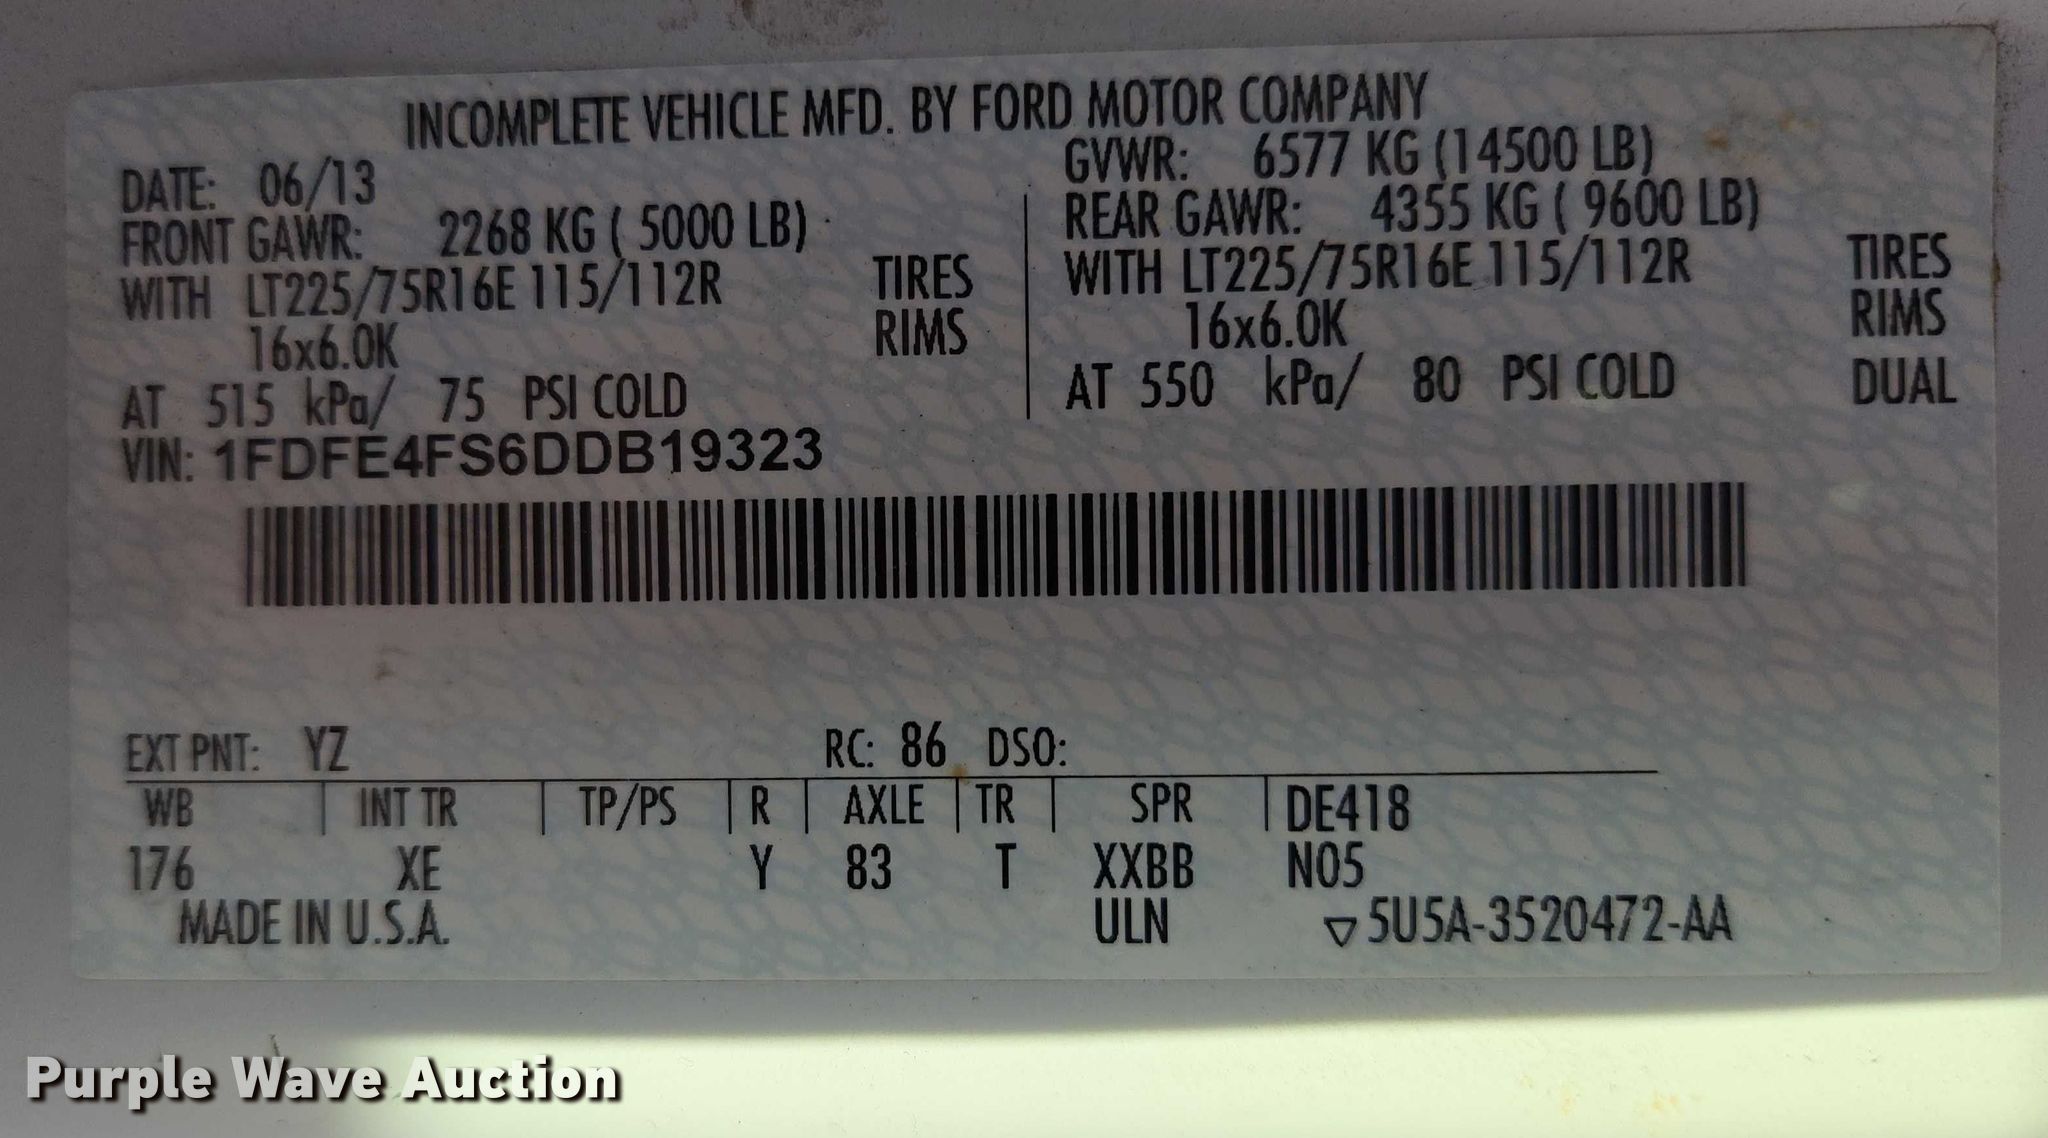 INCOMPLETE VEHICLE MFD. BY FORD MOTOR COMPANY
DATE: 06/13 GVWR: 6577 KG (14500 LB)
FRONT GAWR: 2268 KG ( 5000 LB) REAR GAWR: 4355 KG ( 9600 LB)
WITH LT225/75R16E 115/112R TIRES WITH LT225/75R16E 115/112R TIRES
16x6.0K RIMS 16x6.0K RIMS
AT 515 kPa/ 75 PSI COLD AT 550 kPa/ 80 PSI COLD DUAL
VIN: 1FDFE4FS6DDB19323
EXT PNT: YZ RC: 86 DSO:
WB INT TR TP/PS R AXLE TR SPR DE418
176 XE Y 83 T XXBB N05
MADE IN U.S.A. ULN ▽5U5A-3520472-AA
Purple Wave Auction